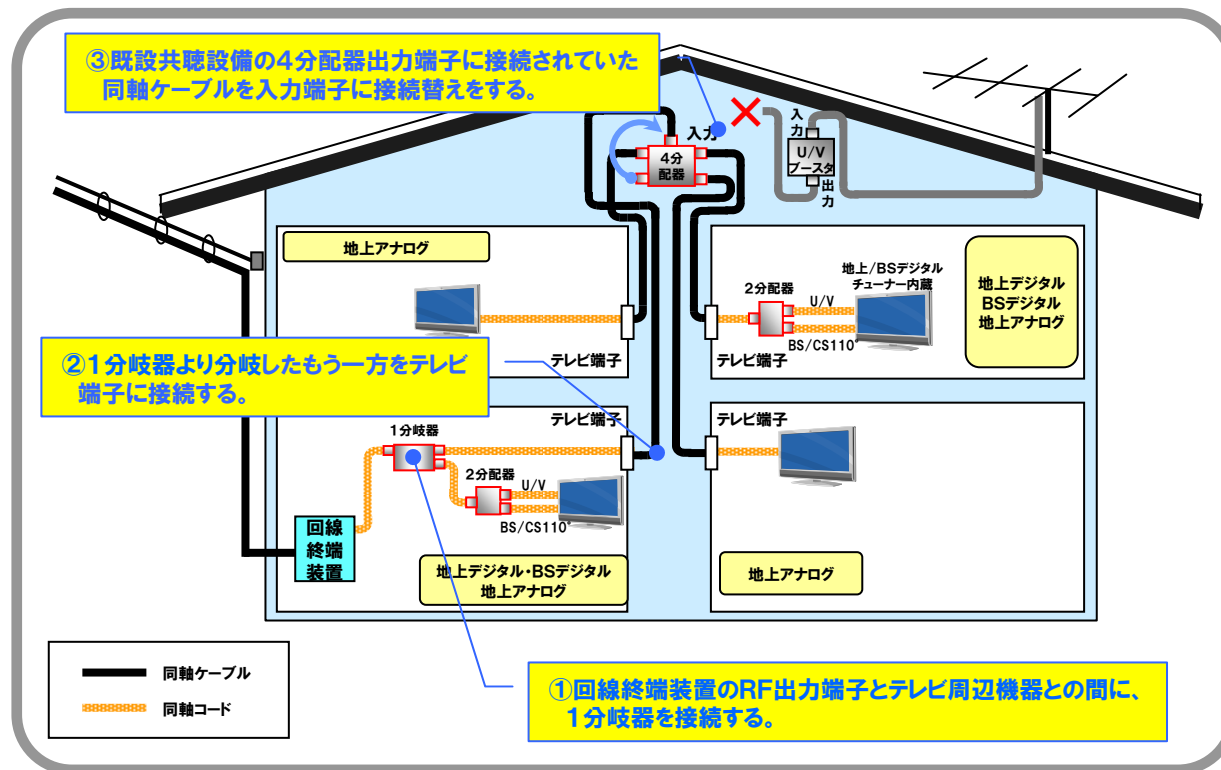 ③既設共聴設備の4分配器出力端子に接続されていた
同軸ケーブルを入力端子に接続替えをする。
入力
4分
配器
入力
U/V
ブースタ
出力
地上アナログ
テレビ端子
2分配器
U/V
BS/CS110°
地上/BSデジタル
チューナー内蔵
テレビ端子
地上デジタル
BSデジタル
地上アナログ
②1分岐器より分岐したもう一方をテレビ
端子に接続する。
1分岐器
テレビ端子
2分配器
U/V
BS/CS110°
回線
終端
装置
地上デジタル・BSデジタル
地上アナログ
テレビ端子
地上アナログ
同軸ケーブル
同軸コード
①回線終端装置のRF出力端子とテレビ周辺機器との間に、
1分岐器を接続する。